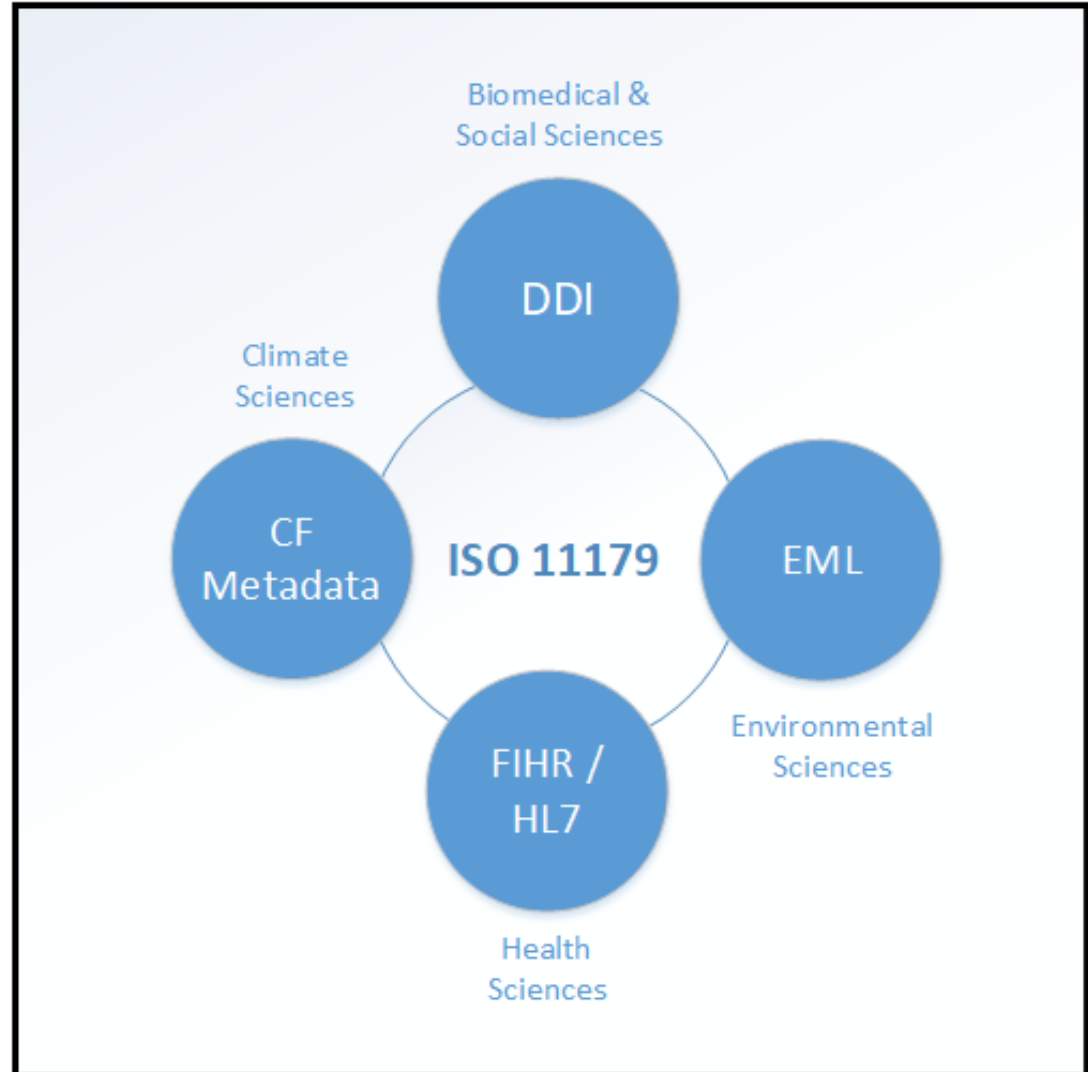 Biomedical &
Social Sciences
DDI
Climate
Sciences
CF
Metadata
ISO 11179
EML
Environmental
Sciences
FIHR /
HL7
Health
Sciences